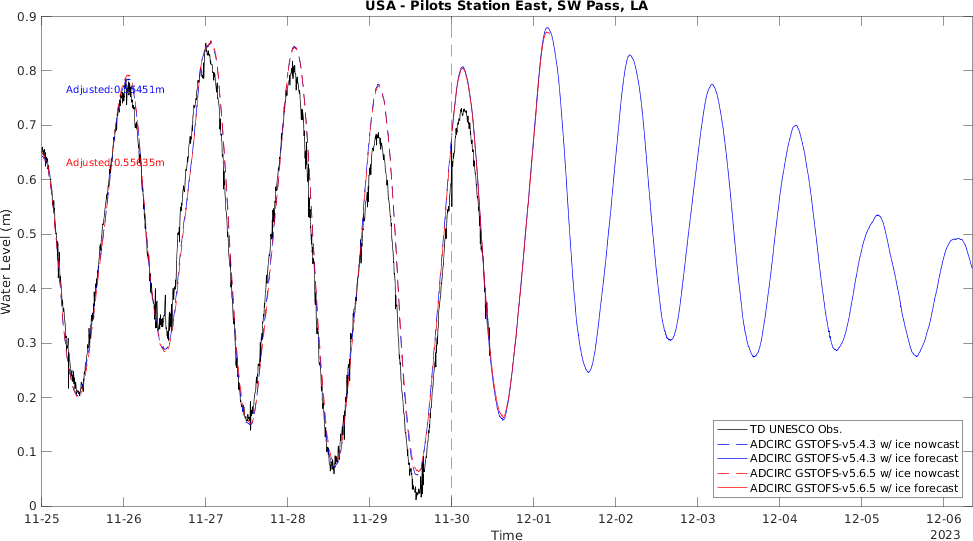 USA - Pilots Station East, SW Pass, LA
0.9
0.8
0.7
0.6
0.5
0.4
0.3
0.2
0.1
0
Water Level (m)
Adjusted:
Adjusted:0.55635m
TD UNESCO Obs.
ADCIRC GSTOFS-v5.4.3 w/ ice nowcast
ADCIRC GSTOFS-v5.4.3 w/ ice forecast
ADCIRC GSTOFS-v5.6.5 w/ ice nowcast
ADCIRC GSTOFS-v5.6.5 w/ ice forecast
11-25 11-26 11-27 11-28 11-29 11-30 12-01 12-02 12-03 12-04 12-05 12-06
Time 2023